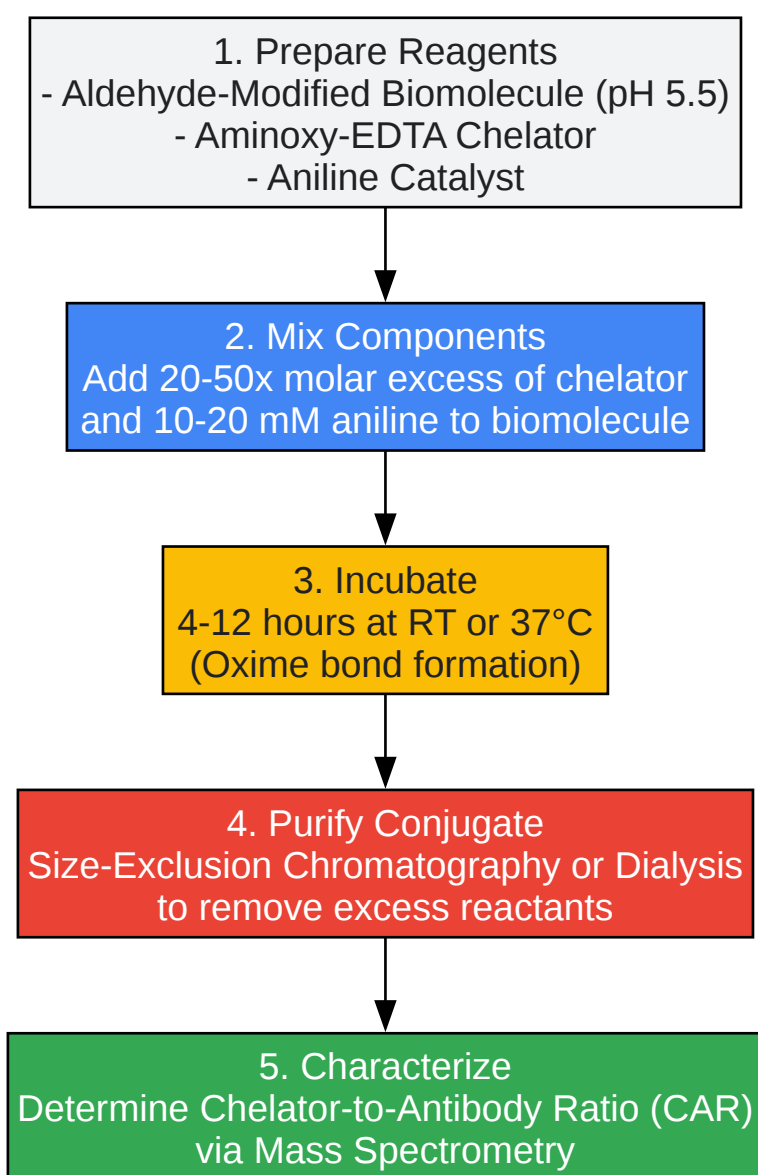 1. Prepare Reagents
- Aldehyde-Modified Biomolecule (pH 5.5)
- Aminoxy-EDTA Chelator
- Aniline Catalyst
2. Mix Components
Add 20-50x molar excess of chelator
and 10-20 mM aniline to biomolecule
3. Incubate
4-12 hours at RT or 37°C
(Oxime bond formation)
4. Purify Conjugate
Size-Exclusion Chromatography or Dialysis
to remove excess reactants
5. Characterize
Determine Chelator-to-Antibody Ratio (CAR)
via Mass Spectrometry